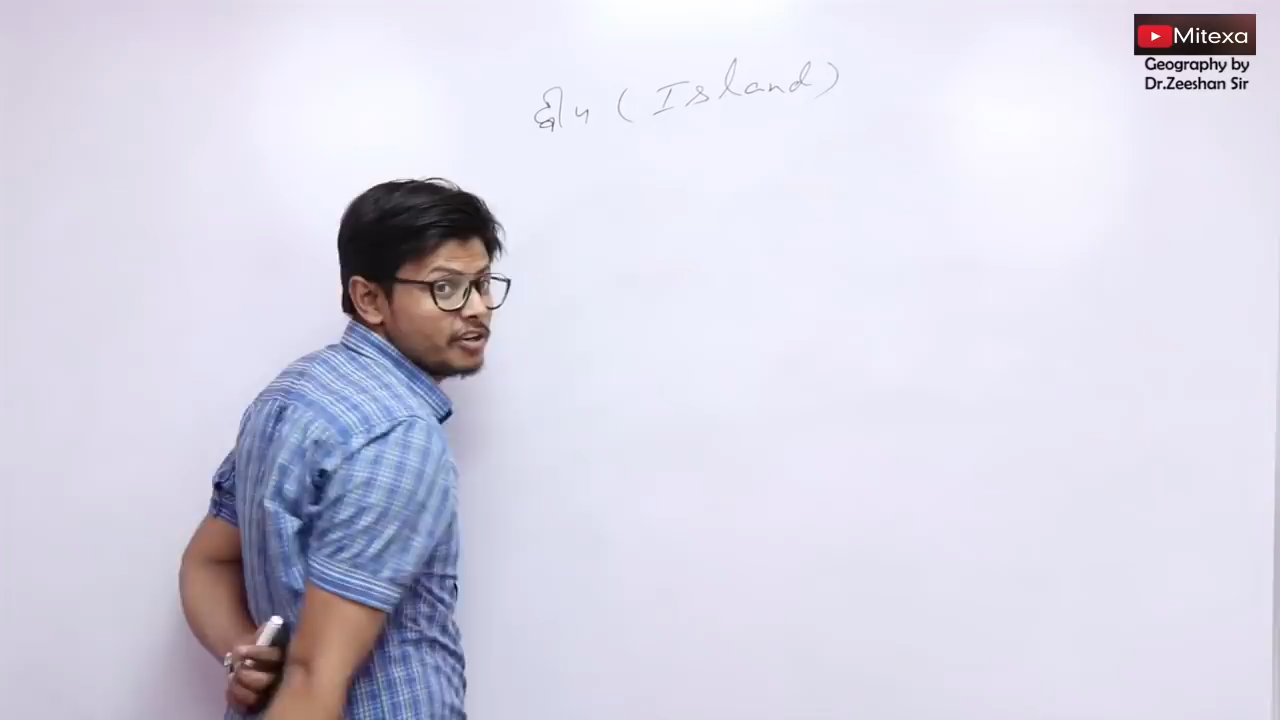 Mitexa
Geography by
Dr.Zeeshan Sir
द्वीप (Island)